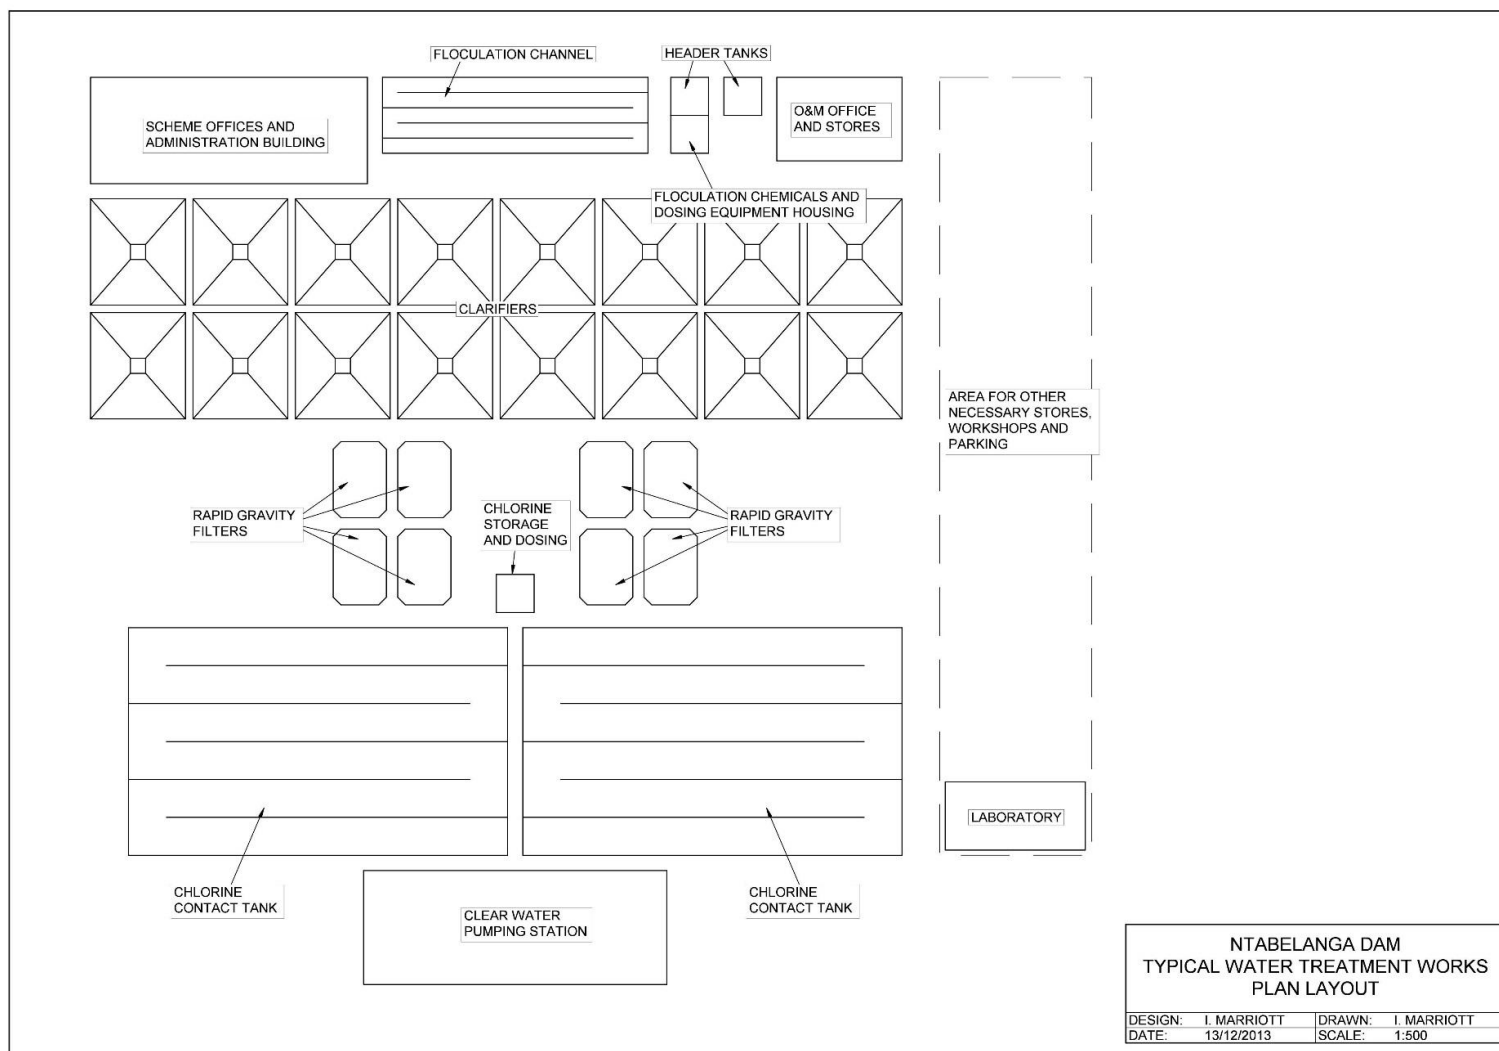 FLOCULATION CHANNEL
HEADER TANKS
SCHEME OFFICES AND
ADMINISTRATION BUILDING
O&M OFFICE
AND STORES
FLOCULATION CHEMICALS AND
DOSING EQUIPMENT HOUSING
CLARIFIERS
AREA FOR OTHER
NECESSARY STORES,
WORKSHOPS AND
PARKING
RAPID GRAVITY
FILTERS
CHLORINE
STORAGE
AND DOSING
RAPID GRAVITY
FILTERS
LABORATORY
CHLORINE
CONTACT TANK
CLEAR WATER
PUMPING STATION
CHLORINE
CONTACT TANK
NTABELANGA DAM
TYPICAL WATER TREATMENT WORKS
PLAN LAYOUT
DESIGN: I. MARRIOTT DRAWN: I. MARRIOTT
DATE: 13/12/2013 SCALE: 1:500